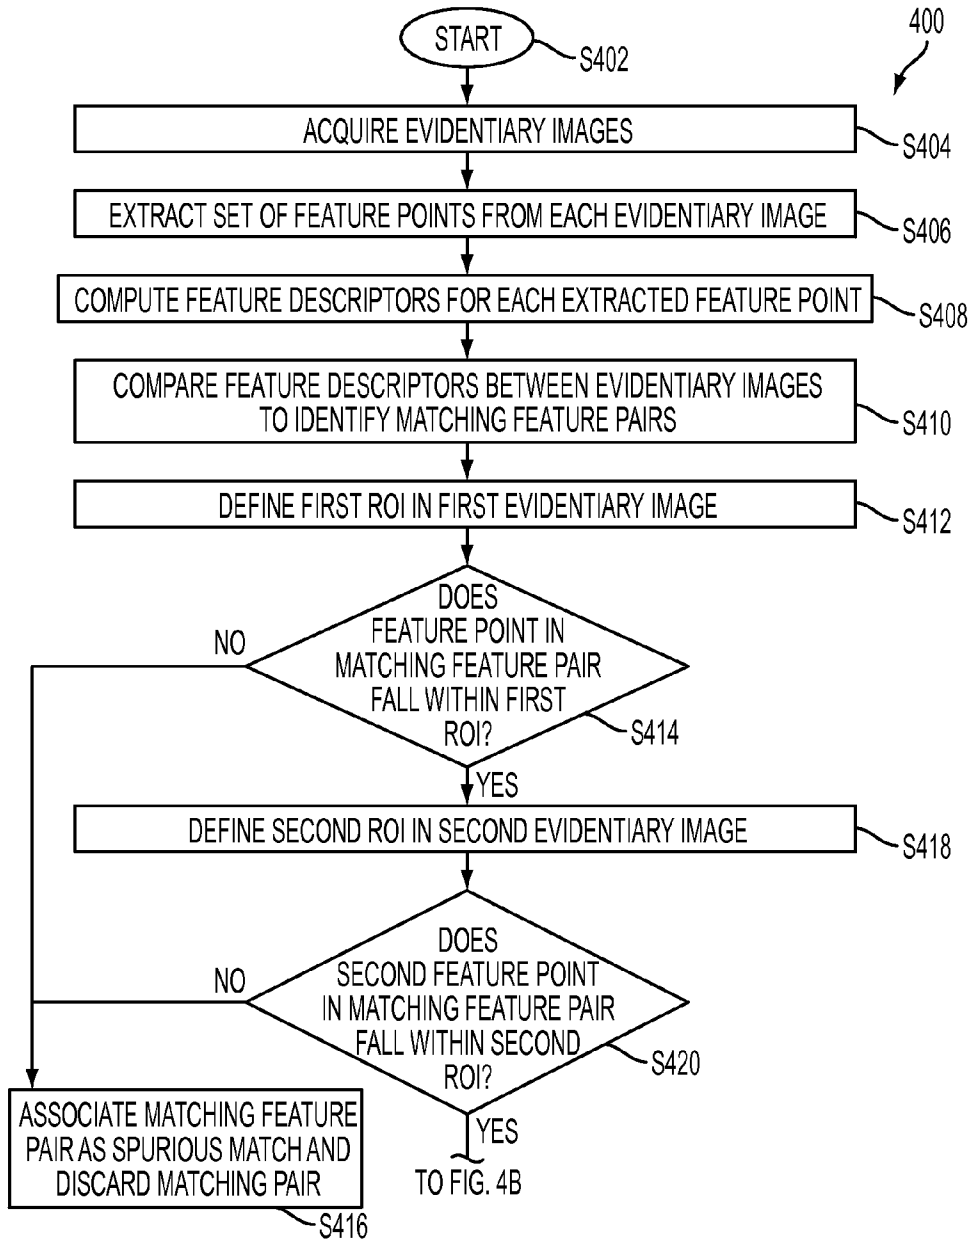 400
START
S402
ACQUIRE EVIDENTIARY IMAGES
S404
EXTRACT SET OF FEATURE POINTS FROM EACH EVIDENTIARY IMAGE
S406
COMPUTE FEATURE DESCRIPTORS FOR EACH EXTRACTED FEATURE POINT
S408
COMPARE FEATURE DESCRIPTORS BETWEEN EVIDENTIARY IMAGES
TO IDENTIFY MATCHING FEATURE PAIRS
S410
DEFINE FIRST ROI IN FIRST EVIDENTIARY IMAGE
S412
DOES
FEATURE POINT IN
MATCHING FEATURE PAIR
FALL WITHIN FIRST
ROI?
S414
NO
YES
DEFINE SECOND ROI IN SECOND EVIDENTIARY IMAGE
S418
DOES
SECOND FEATURE POINT
IN MATCHING FEATURE PAIR
FALL WITHIN SECOND
ROI?
S420
NO
YES
TO FIG. 4B
ASSOCIATE MATCHING FEATURE
PAIR AS SPURIOUS MATCH AND
DISCARD MATCHING PAIR
S416